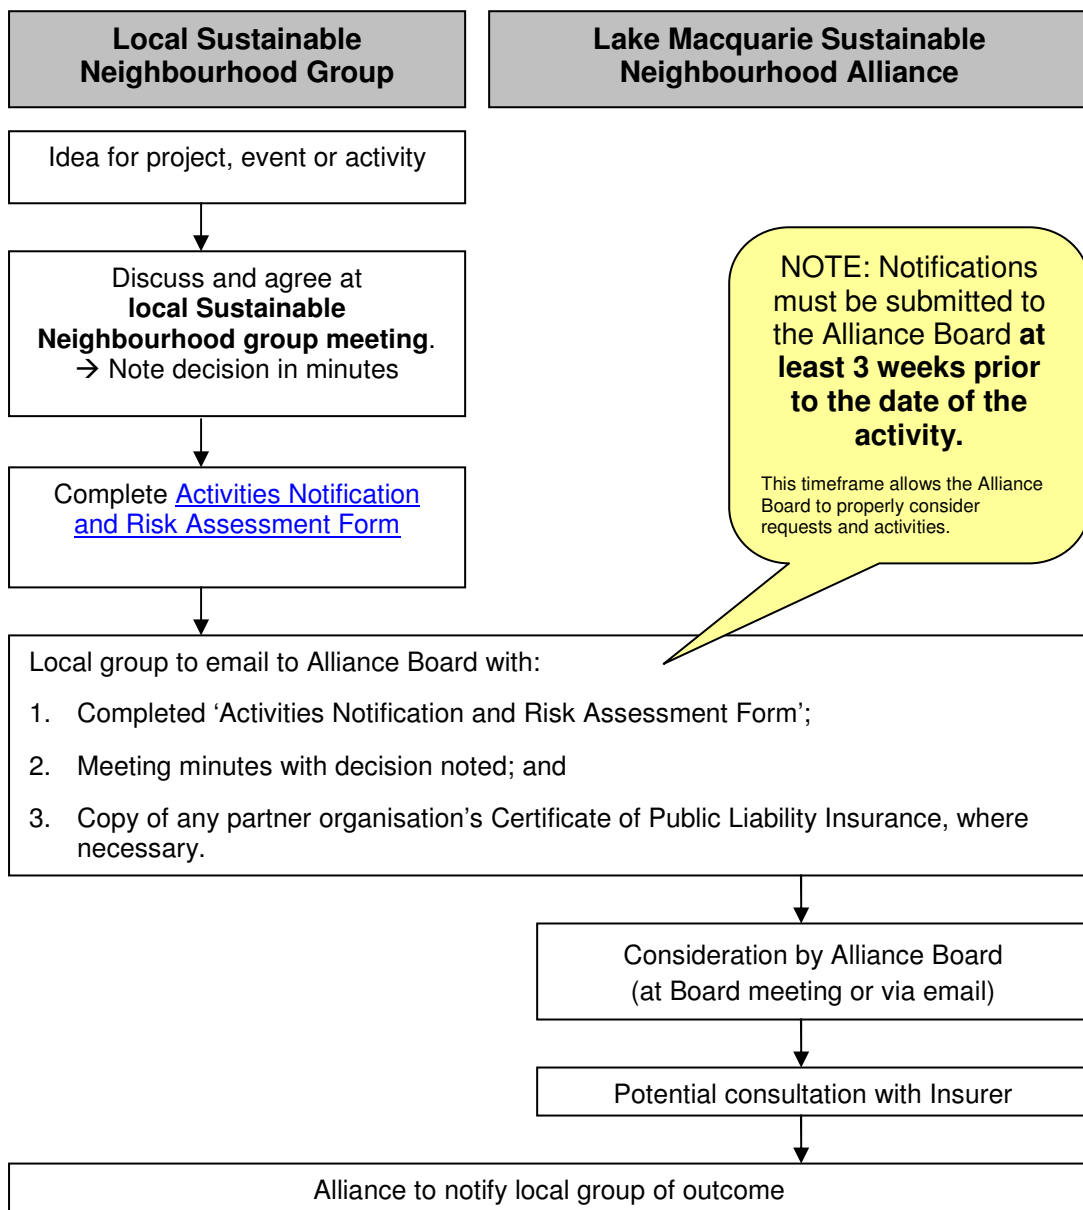 Local Sustainable
Neighbourhood Group
Lake Macquarie Sustainable
Neighbourhood Alliance
Idea for project, event or activity
Discuss and agree at
local Sustainable
Neighbourhood group meeting.
→ Note decision in minutes
NOTE: Notifications
must be submitted to
the Alliance Board at
least 3 weeks prior
to the date of the
activity.
This timeframe allows the Alliance
Board to properly consider
requests and activities.
Complete Activities Notification
and Risk Assessment Form
Local group to email to Alliance Board with:
1. Completed ‘Activities Notification and Risk Assessment Form’;
2. Meeting minutes with decision noted; and
3. Copy of any partner organisation’s Certificate of Public Liability Insurance, where
necessary.
Consideration by Alliance Board
(at Board meeting or via email)
Potential consultation with Insurer
Alliance to notify local group of outcome